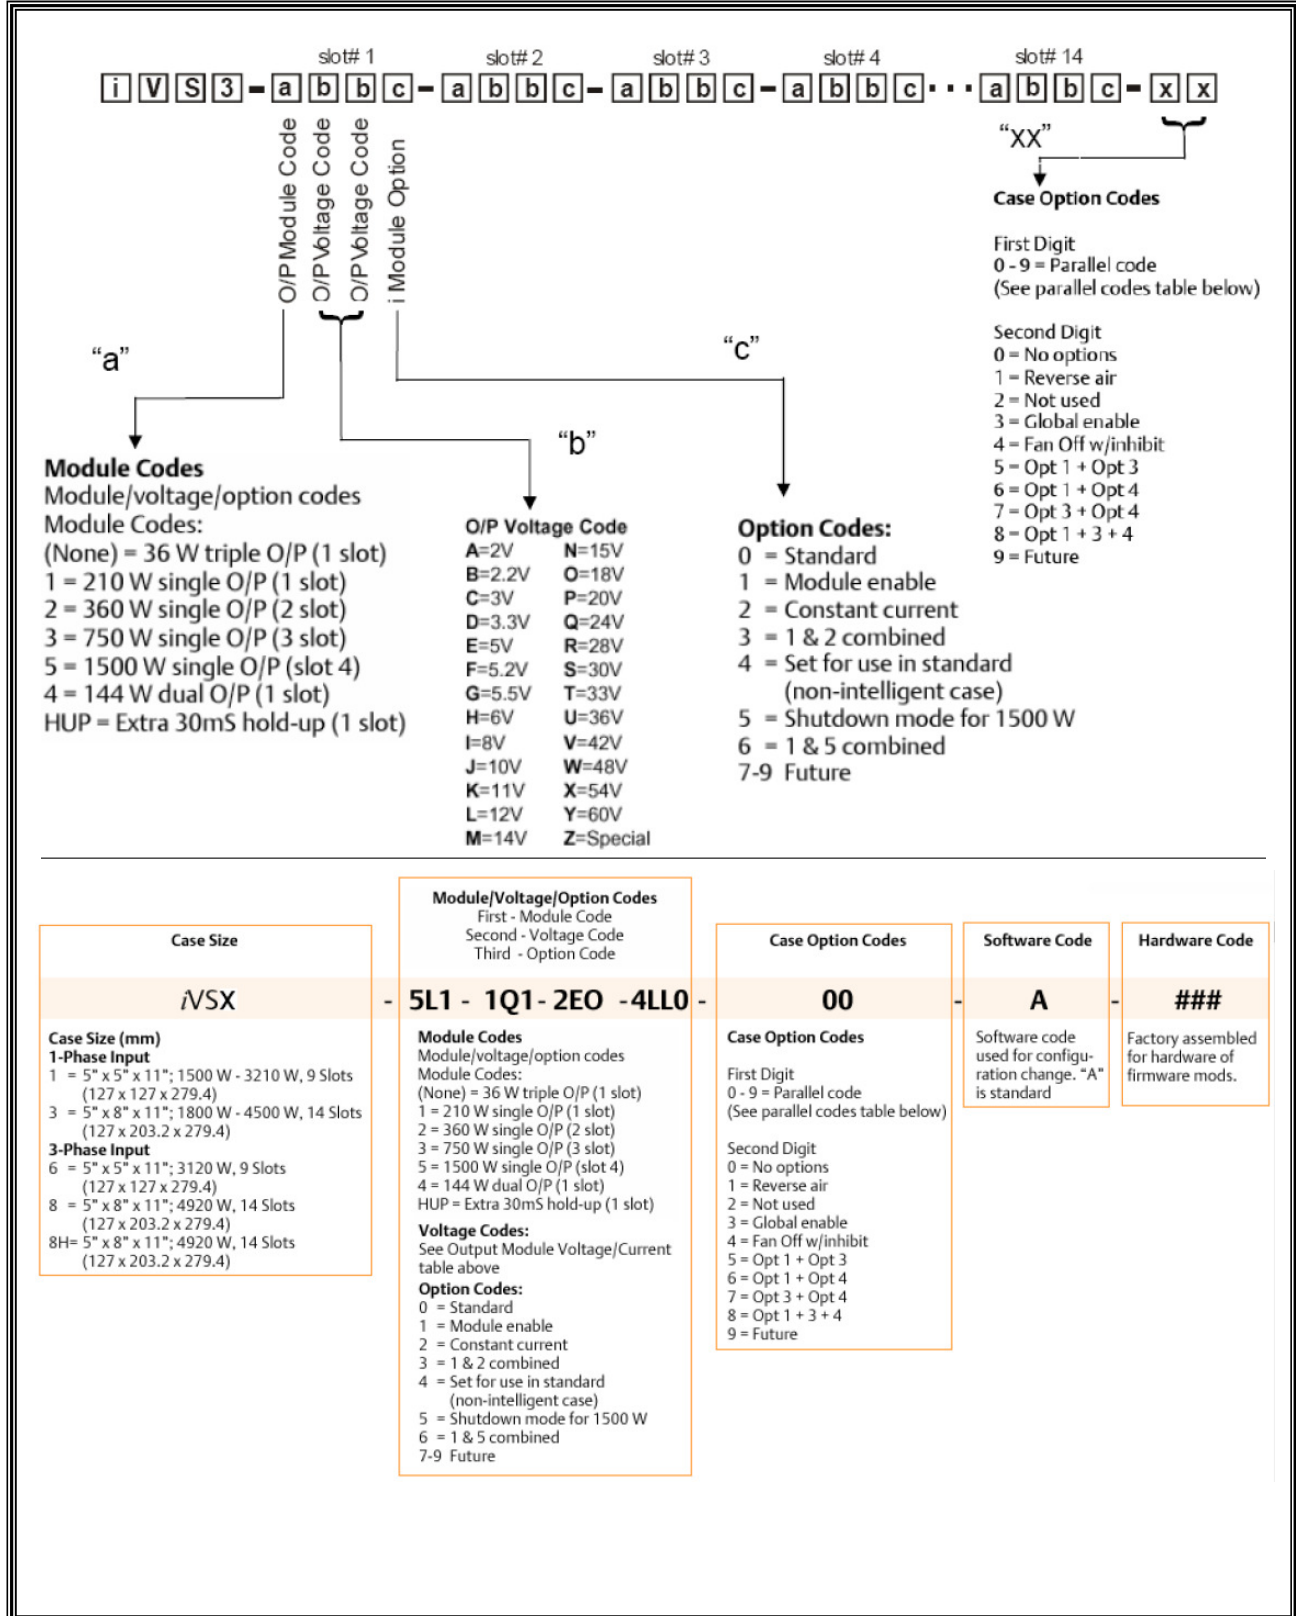 slot# 1 slot# 2 slot# 3 slot# 4 slot# 14
i V S 3 - a b b c - a b b c - a b b c - a b b c ··· a b b c - x x
O/P Module Code
O/P Voltage Code
O/P Voltage Code
i Module Option
“a”
“b”
“c”
“XX”
Module Codes
Module/voltage/option codes
Module Codes:
(None) = 36 W triple O/P (1 slot)
1 = 210 W single O/P (1 slot)
2 = 360 W single O/P (2 slot)
3 = 750 W single O/P (3 slot)
5 = 1500 W single O/P (slot 4)
4 = 144 W dual O/P (1 slot)
HUP = Extra 30mS hold-up (1 slot)
O/P Voltage Code
A=2V N=15V
B=2.2V O=18V
C=3V P=20V
D=3.3V Q=24V
E=5V R=28V
F=5.2V S=30V
G=5.5V T=33V
H=6V U=36V
I=8V V=42V
J=10V W=48V
K=11V X=54V
L=12V Y=60V
M=14V Z=Special
Option Codes:
0 = Standard
1 = Module enable
2 = Constant current
3 = 1 & 2 combined
4 = Set for use in standard
(non-intelligent case)
5 = Shutdown mode for 1500 W
6 = 1 & 5 combined
7-9 Future
Case Option Codes
First Digit
0 - 9 = Parallel code
(See parallel codes table below)
Second Digit
0 = No options
1 = Reverse air
2 = Not used
3 = Global enable
4 = Fan Off w/inhibit
5 = Opt 1 + Opt 3
6 = Opt 1 + Opt 4
7 = Opt 3 + Opt 4
8 = Opt 1 + 3 + 4
9 = Future
Case Size
iVSX
Case Size (mm)
1-Phase Input
1 = 5" x 5" x 11"; 1500 W - 3210 W, 9 Slots
(127 x 127 x 279.4)
3 = 5" x 8" x 11"; 1800 W - 4500 W, 14 Slots
(127 x 203.2 x 279.4)
3-Phase Input
6 = 5" x 5" x 11"; 3120 W, 9 Slots
(127 x 127 x 279.4)
8 = 5" x 8" x 11"; 4920 W, 14 Slots
(127 x 203.2 x 279.4)
8H= 5" x 8" x 11"; 4920 W, 14 Slots
(127 x 203.2 x 279.4)
Module/Voltage/Option Codes
First - Module Code
Second - Voltage Code
Third - Option Code
- 5L1 - 1Q1- 2EO -4LL0 -
Module Codes
Module/voltage/option codes
Module Codes:
(None) = 36 W triple O/P (1 slot)
1 = 210 W single O/P (1 slot)
2 = 360 W single O/P (2 slot)
3 = 750 W single O/P (3 slot)
5 = 1500 W single O/P (slot 4)
4 = 144 W dual O/P (1 slot)
HUP = Extra 30mS hold-up (1 slot)
Voltage Codes:
See Output Module Voltage/Current
table above
Option Codes:
0 = Standard
1 = Module enable
2 = Constant current
3 = 1 & 2 combined
4 = Set for use in standard
(non-intelligent case)
5 = Shutdown mode for 1500 W
6 = 1 & 5 combined
7-9 Future
Case Option Codes
00
Case Option Codes
First Digit
0 - 9 = Parallel code
(See parallel codes table below)
Second Digit
0 = No options
1 = Reverse air
2 = Not used
3 = Global enable
4 = Fan Off w/inhibit
5 = Opt 1 + Opt 3
6 = Opt 1 + Opt 4
7 = Opt 3 + Opt 4
8 = Opt 1 + 3 + 4
9 = Future
Software Code
- A -
Software code
used for configu-
ration change. "A"
is standard
Hardware Code
###
Factory assembled
for hardware of
firmware mods.